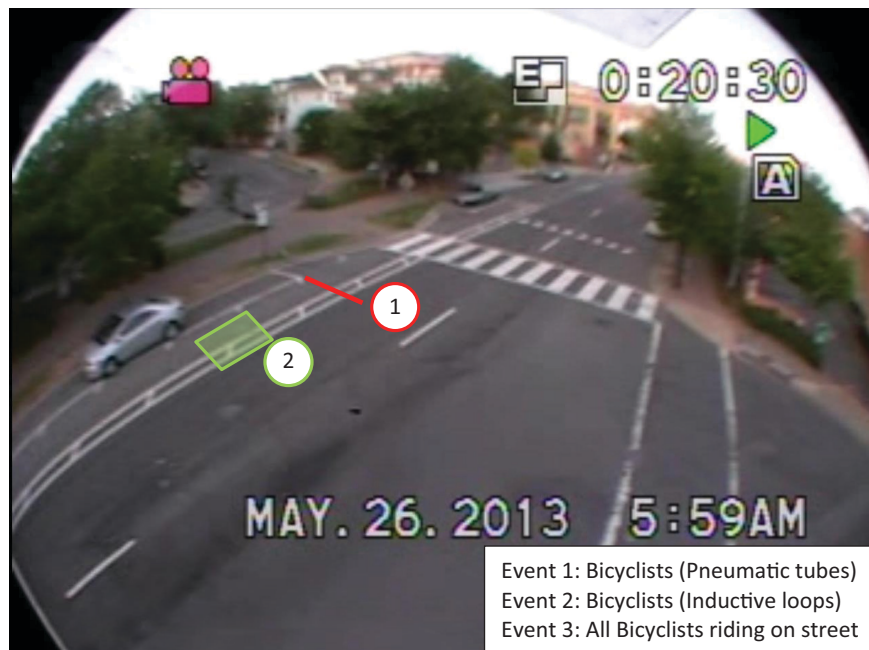 E 0:20:30
A
1
2
MAY. 26. 2013 5:59AM
Event 1: Bicyclists (Pneumatic tubes)
Event 2: Bicyclists (Inductive loops)
Event 3: All Bicyclists riding on street